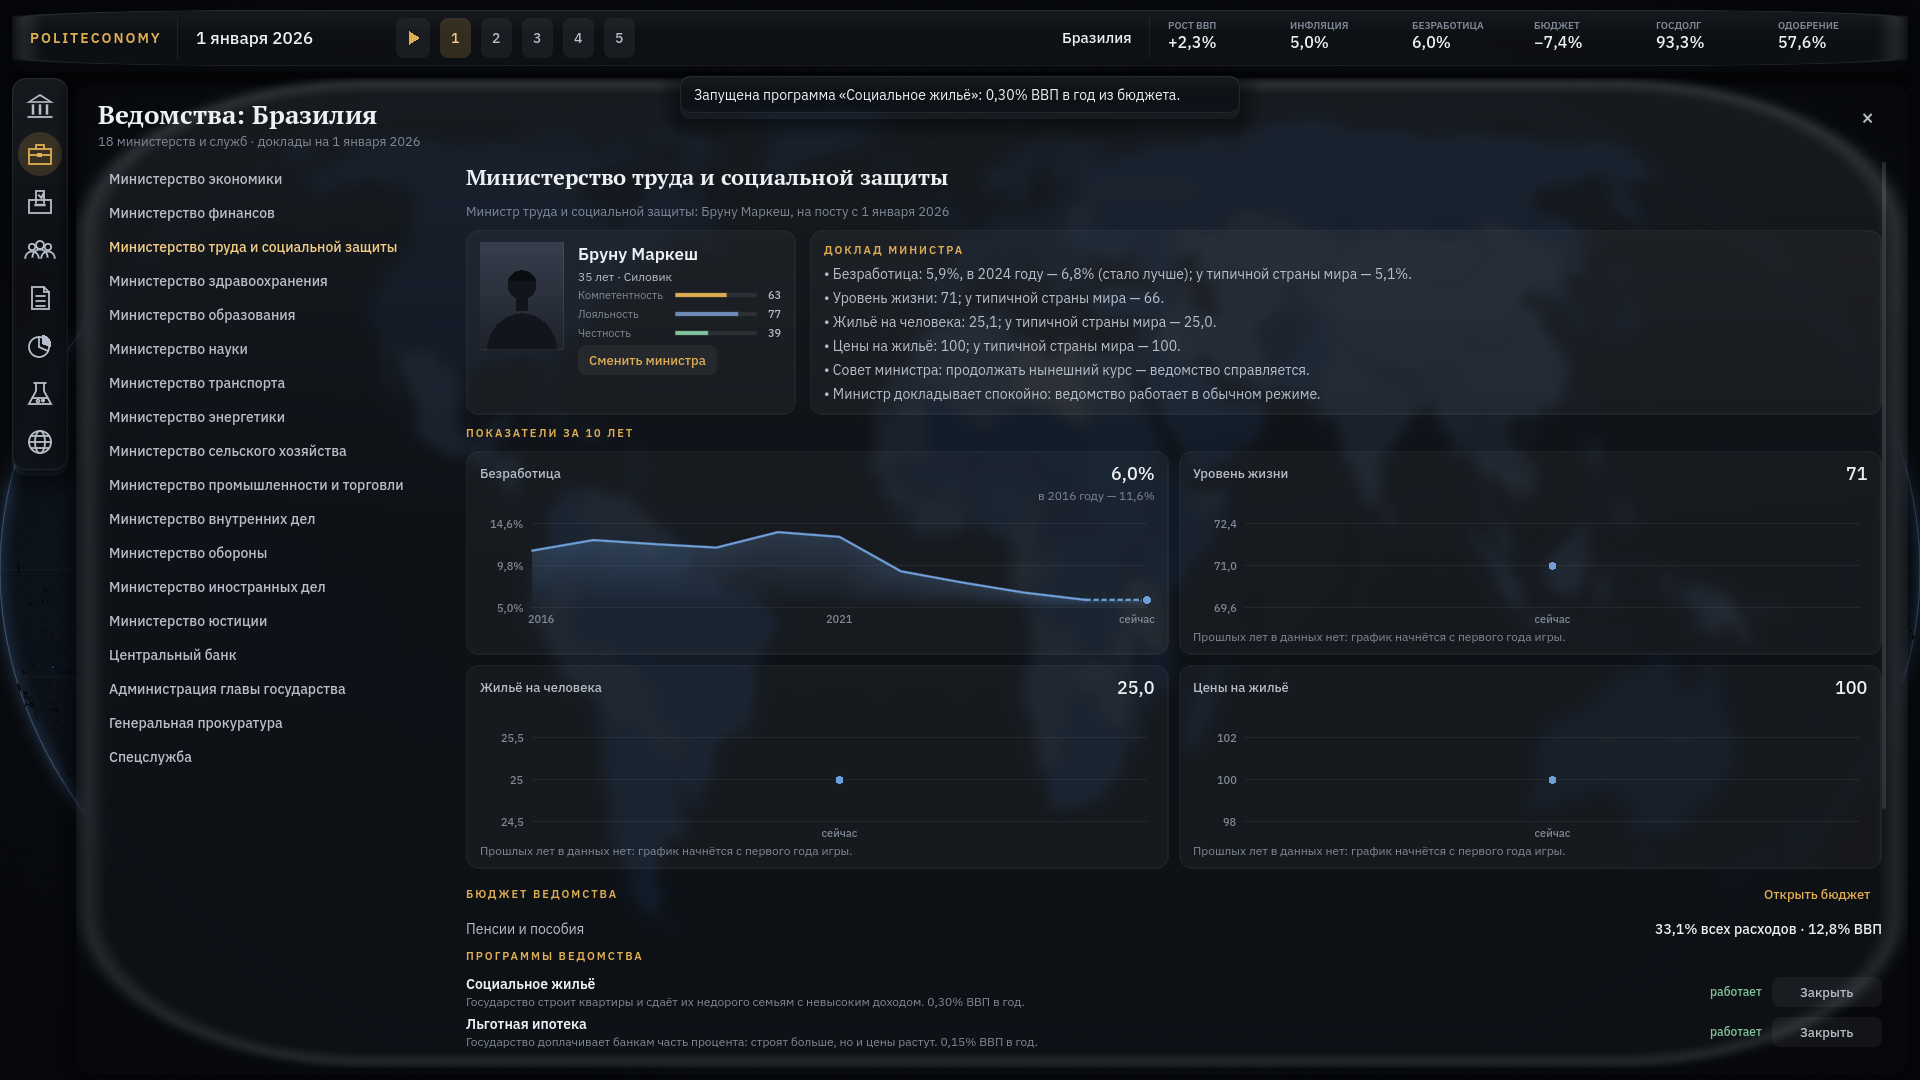 POLITECONOMY
1 января 2026
1
2
3
4
5
Бразилия
РОСТ ВВП
+2,3%
ИНФЛЯЦИЯ
5,0%
БЕЗРАБОТИЦА
6,0%
БЮДЖЕТ
−7,4%
ГОСДОЛГ
93,3%
ОДОБРЕНИЕ
57,6%
Запущена программа «Социальное жильё»: 0,30% ВВП в год из бюджета.
Ведомства: Бразилия
18 министерств и служб · доклады на 1 января 2026
×
Министерство экономики
Министерство финансов
Министерство труда и социальной защиты
Министерство здравоохранения
Министерство образования
Министерство науки
Министерство транспорта
Министерство энергетики
Министерство сельского хозяйства
Министерство промышленности и торговли
Министерство внутренних дел
Министерство обороны
Министерство иностранных дел
Министерство юстиции
Центральный банк
Администрация главы государства
Генеральная прокуратура
Спецслужба
Министерство труда и социальной защиты
Министр труда и социальной защиты: Бруну Маркеш, на посту с 1 января 2026
Бруну Маркеш
35 лет · Силовик
Компетентность 63
Лояльность 77
Честность 39
Сменить министра
ДОКЛАД МИНИСТРА
• Безработица: 5,9%, в 2024 году — 6,8% (стало лучше); у типичной страны мира — 5,1%.
• Уровень жизни: 71; у типичной страны мира — 66.
• Жильё на человека: 25,1; у типичной страны мира — 25,0.
• Цены на жильё: 100; у типичной страны мира — 100.
• Совет министра: продолжать нынешний курс — ведомство справляется.
• Министр докладывает спокойно: ведомство работает в обычном режиме.
ПОКАЗАТЕЛИ ЗА 10 ЛЕТ
Безработица 6,0%
в 2016 году — 11,6%
14,6%
9,8%
5,0%
2016 2021 сейчас
Уровень жизни 71
72,4
71,0
69,6
сейчас
Прошлых лет в данных нет: график начнётся с первого года игры.
Жильё на человека 25,0
25,5
25
24,5
сейчас
Прошлых лет в данных нет: график начнётся с первого года игры.
Цены на жильё 100
102
100
98
сейчас
Прошлых лет в данных нет: график начнётся с первого года игры.
БЮДЖЕТ ВЕДОМСТВА Открыть бюджет
Пенсии и пособия 33,1% всех расходов · 12,8% ВВП
ПРОГРАММЫ ВЕДОМСТВА
Социальное жильё
Государство строит квартиры и сдаёт их недорого семьям с невысоким доходом. 0,30% ВВП в год.
работает Закрыть
Льготная ипотека
Государство доплачивает банкам часть процента: строят больше, но и цены растут. 0,15% ВВП в год.
работает Закрыть